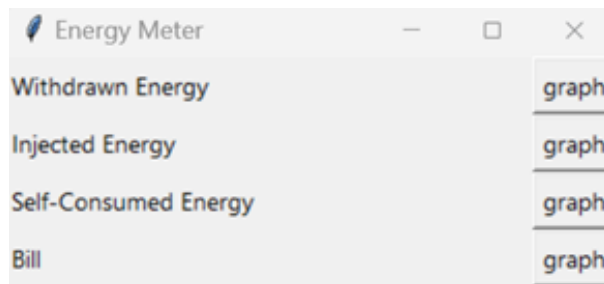 Energy Meter
Withdrawn Energy graph
Injected Energy graph
Self-Consumed Energy graph
Bill graph